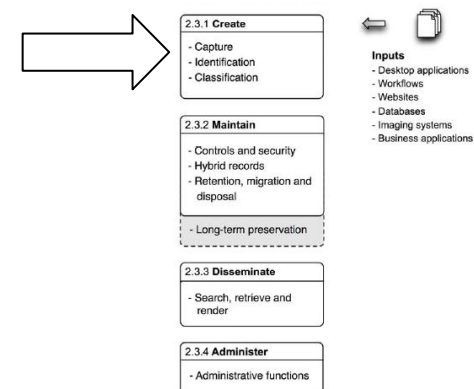 2.3.1 Create
- Capture
- Identification
- Classification
Inputs
- Desktop applications
- Workflows
- Websites
- Databases
- Imaging systems
- Business applications
2.3.2 Maintain
- Controls and security
- Hybrid records
- Retention, migration and
disposal
- Long-term preservation
2.3.3 Disseminate
- Search, retrieve and
render
2.3.4 Administer
- Administrative functions